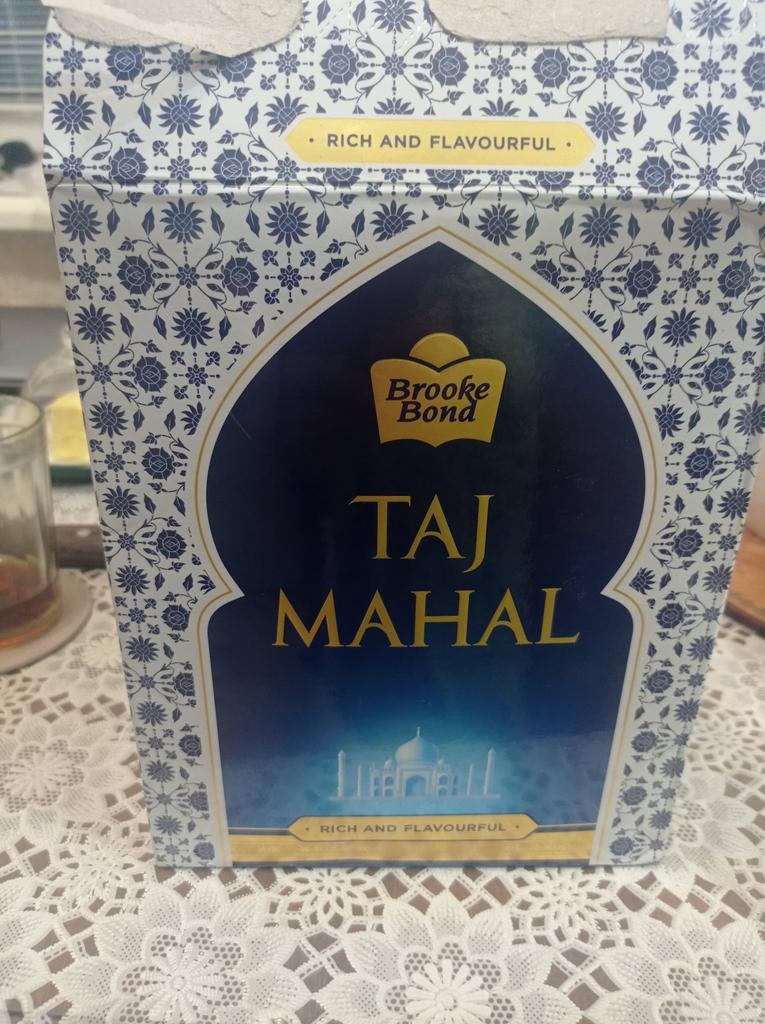 · RICH AND FLAVOURFUL ·
Brooke
Bond
TAJ
MAHAL
· RICH AND FLAVOURFUL ·